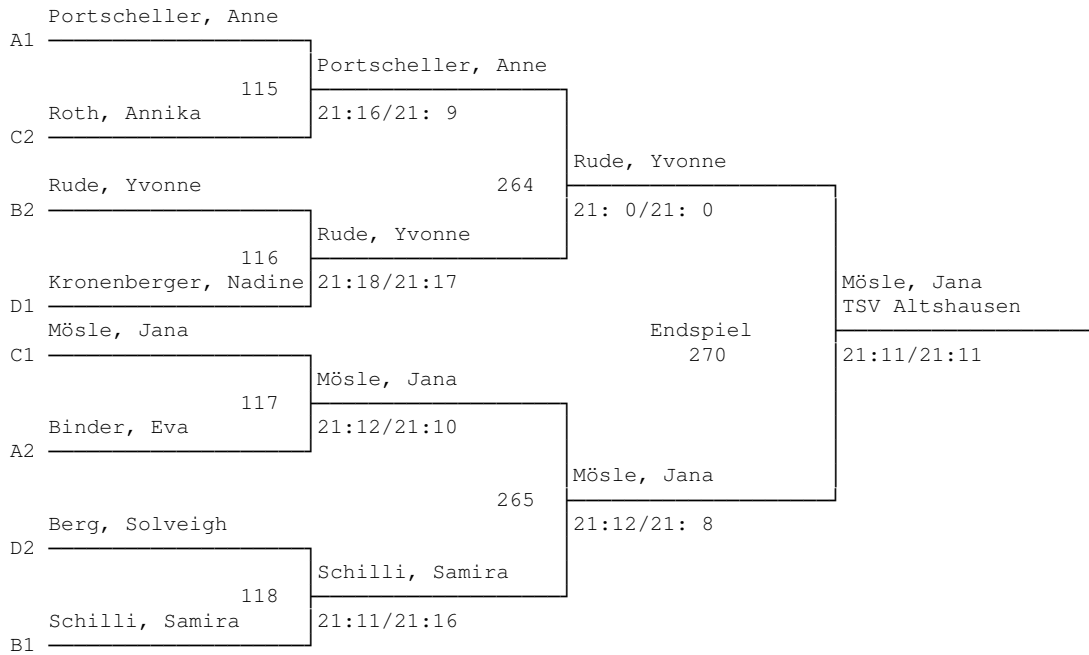 Portscheller, Anne
A1
Portscheller, Anne
115
Roth, Annika
21:16/21: 9
C2
Rude, Yvonne
Rude, Yvonne
264
B2
21: 0/21: 0
Rude, Yvonne
116
Kronenberger, Nadine
21:18/21:17
Mösle, Jana
D1
TSV Altshausen
Mösle, Jana
Endspiel
C1
270
21:11/21:11
Mösle, Jana
117
Binder, Eva
21:12/21:10
A2
Mösle, Jana
265
Berg, Solveigh
21:12/21: 8
D2
Schilli, Samira
118
Schilli, Samira
21:11/21:16
B1